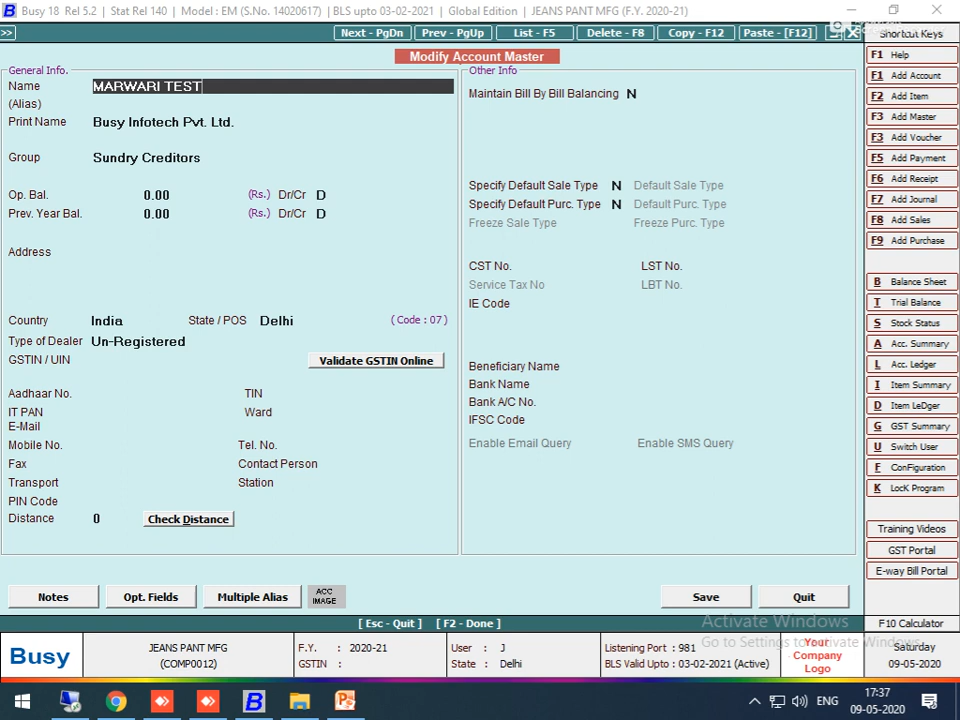 Busy 18 Rel 5.2 | Stat Rel 140 | Model : EM (S.No. 14020617) | BLS upto 03-02-2021 | Global Edition | JEANS PANT MFG (F.Y. 2020-21)
>> Next - PgDn Prev - PgUp List - F5 Delete - F8 Copy - F12 Paste - [F12]
Modify Account Master
General Info.
Name MARWARI TEST
(Alias)
Print Name Busy Infotech Pvt. Ltd.
Group Sundry Creditors
Op. Bal. 0.00 (Rs.) Dr/Cr D
Prev. Year Bal. 0.00 (Rs.) Dr/Cr D
Address
Country India State / POS Delhi (Code : 07)
Type of Dealer Un-Registered
GSTIN / UIN Validate GSTIN Online
Aadhaar No. TIN
IT PAN Ward
E-Mail
Mobile No. Tel. No.
Fax Contact Person
Transport Station
PIN Code
Distance 0 Check Distance
Other Info
Maintain Bill By Bill Balancing N
Specify Default Sale Type N Default Sale Type
Specify Default Purc. Type N Default Purc. Type
Freeze Sale Type Freeze Purc. Type
CST No. LST No.
Service Tax No LBT No.
IE Code
Beneficiary Name
Bank Name
Bank A/C No.
IFSC Code
Enable Email Query Enable SMS Query
Notes Opt. Fields Multiple Alias ACC IMAGE Save Quit
[ Esc - Quit ] [ F2 - Done ]
Shortcut Keys
F1 Help
F1 Add Account
F2 Add Item
F3 Add Master
F3 Add Voucher
F5 Add Payment
F6 Add Receipt
F7 Add Journal
F8 Add Sales
F9 Add Purchase
B Balance Sheet
T Trial Balance
S Stock Status
A Acc. Summary
L Acc. Ledger
I Item Summary
D Item LeDger
G GST Summary
U Switch User
F ConFiguration
K LocK Program
Training Videos
GST Portal
E-way Bill Portal
F10 Calculator
Activate Windows
Go to Settings to activate Windows.
Busy
JEANS PANT MFG
(COMP0012)
F.Y. : 2020-21
GSTIN :
User : J
State : Delhi
Listening Port : 981
BLS Valid Upto : 03-02-2021 (Active)
Your
Company
Logo
Saturday
09-05-2020
B P ENG 17:37
09-05-2020